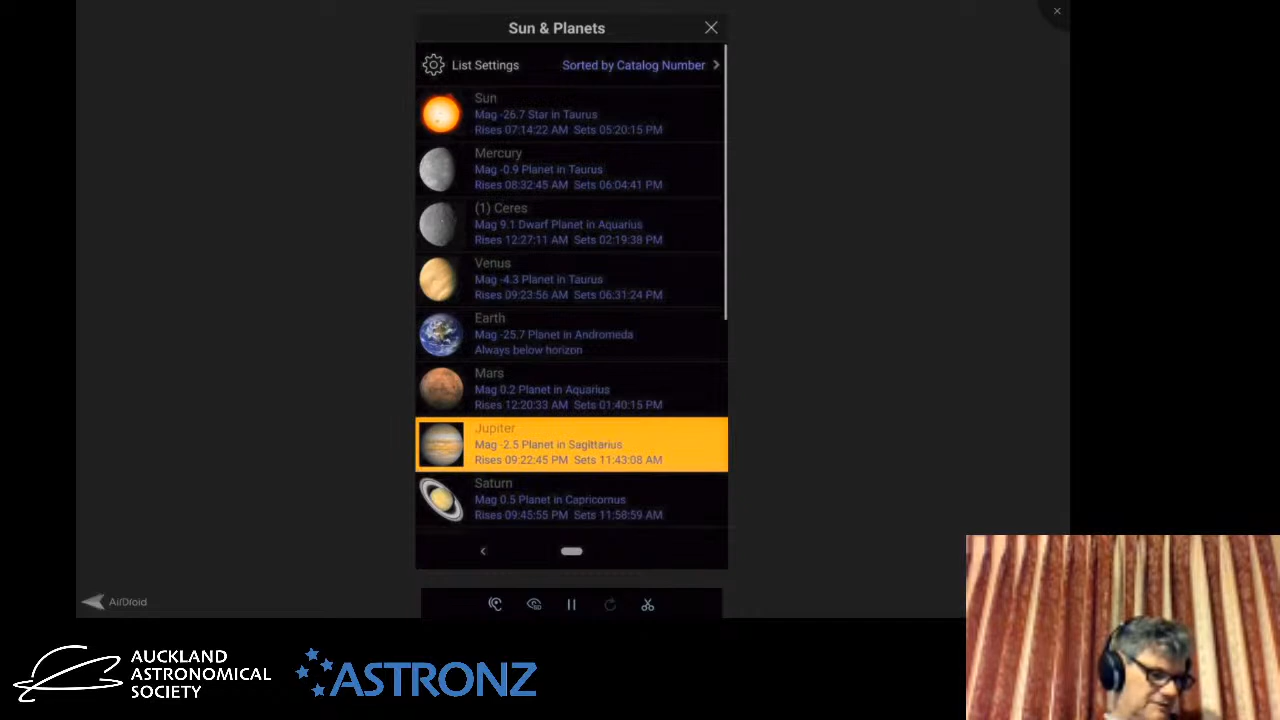 Sun & Planets
List Settings
Sorted by Catalog Number
Sun
Mag -26.7 Star in Taurus
Rises 07:14:22 AM Sets 05:20:15 PM
Mercury
Mag -0.9 Planet in Taurus
Rises 08:32:45 AM Sets 06:04:41 PM
(1) Ceres
Mag 9.1 Dwarf Planet in Aquarius
Rises 12:27:11 AM Sets 02:19:38 PM
Venus
Mag -4.3 Planet in Taurus
Rises 09:23:56 AM Sets 06:31:24 PM
Earth
Mag -25.7 Planet in Andromeda
Always below horizon
Mars
Mag 0.2 Planet in Aquarius
Rises 12:20:33 AM Sets 01:40:15 PM
Jupiter
Mag -2.5 Planet in Sagittarius
Rises 09:22:45 PM Sets 11:43:08 AM
Saturn
Mag 0.5 Planet in Capricornus
Rises 09:45:55 PM Sets 11:58:59 AM
AirDroid
AUCKLAND
ASTRONOMICAL
SOCIETY
ASTRONZ